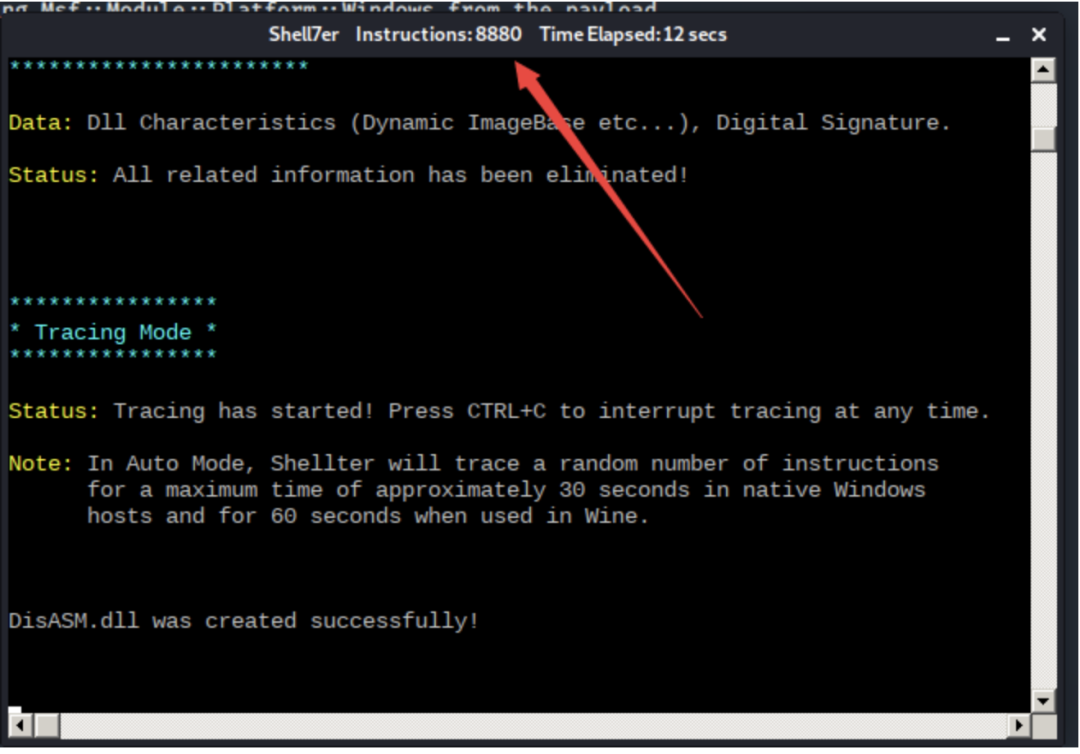 ng Msf::Module::Platform::Windows from the payload
Shell7er Instructions: 8880 Time Elapsed: 12 secs
***********************
Data: Dll Characteristics (Dynamic ImageBase etc...), Digital Signature.
Status: All related information has been eliminated!
****************
* Tracing Mode *
****************
Status: Tracing has started! Press CTRL+C to interrupt tracing at any time.
Note: In Auto Mode, Shellter will trace a random number of instructions
for a maximum time of approximately 30 seconds in native Windows
hosts and for 60 seconds when used in Wine.
DisASM.dll was created successfully!